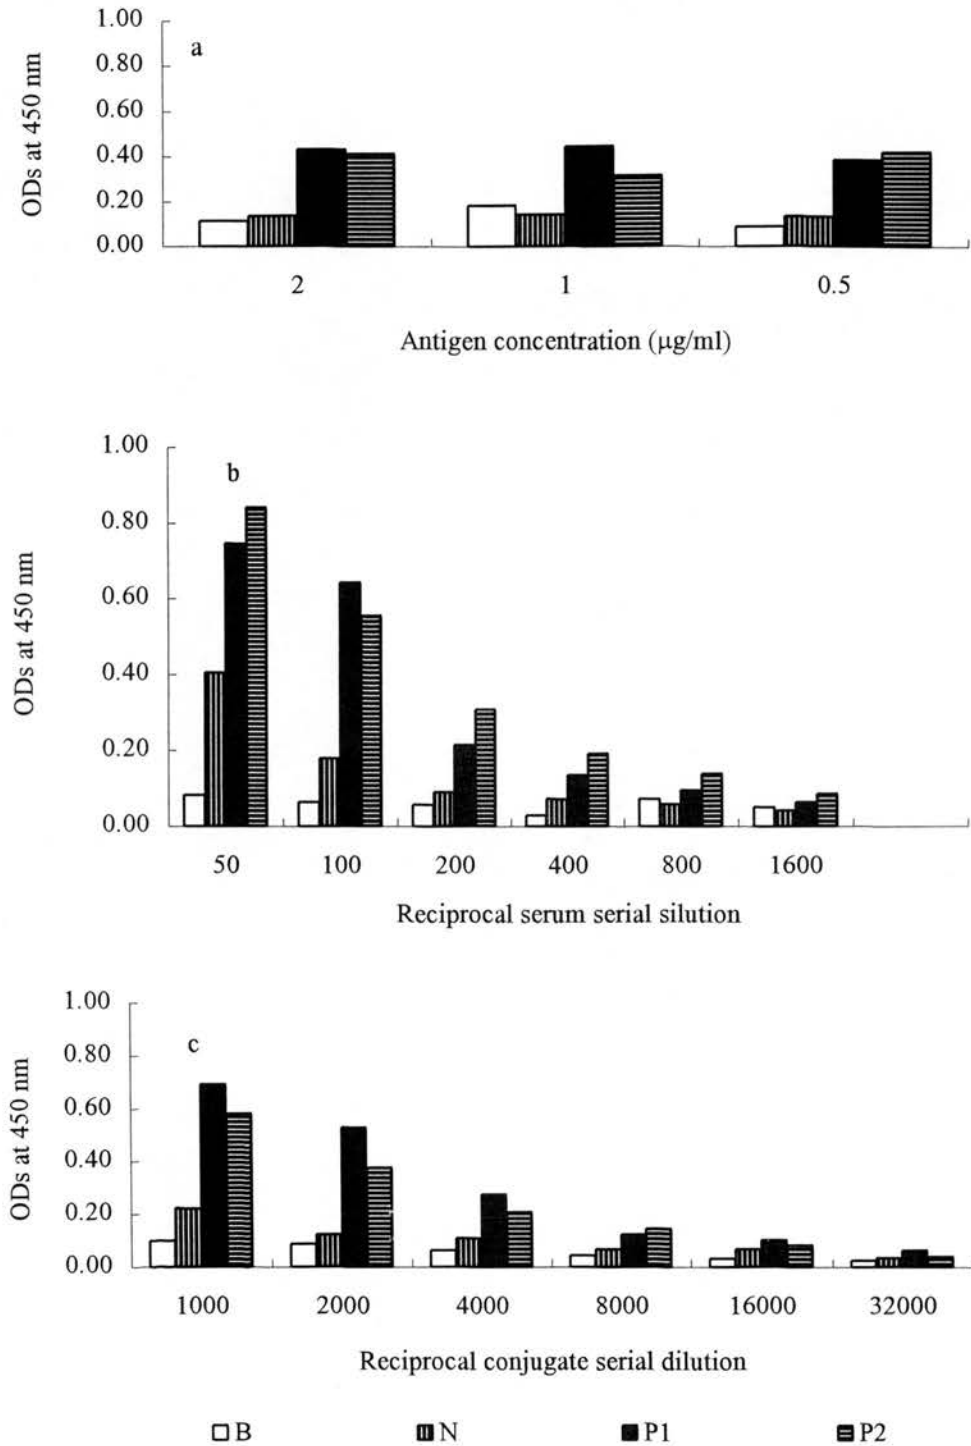 1.00
a
0.80
0.60
0.40
0.20
0.00
ODs at 450 nm
2 1 0.5
Antigen concentration (µg/ml)
1.00
b
0.80
0.60
0.40
0.20
0.00
ODs at 450 nm
50 100 200 400 800 1600
Reciprocal serum serial silution
1.00
c
0.80
0.60
0.40
0.20
0.00
ODs at 450 nm
1000 2000 4000 8000 16000 32000
Reciprocal conjugate serial dilution
B N P1 P2